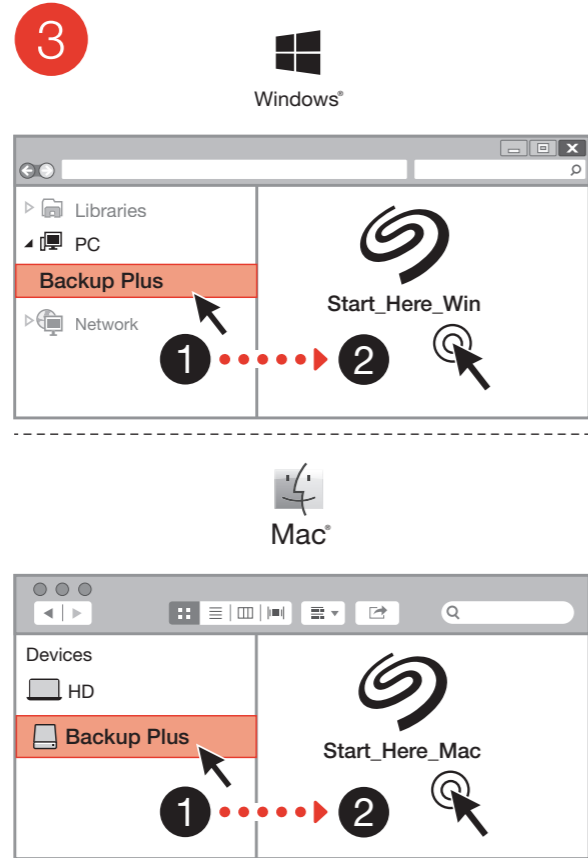 3
Windows®
Libraries
PC
Backup Plus
Start_Here_Win
Network
1
2
Mac®
Devices
HD
Backup Plus
Start_Here_Mac
1
2